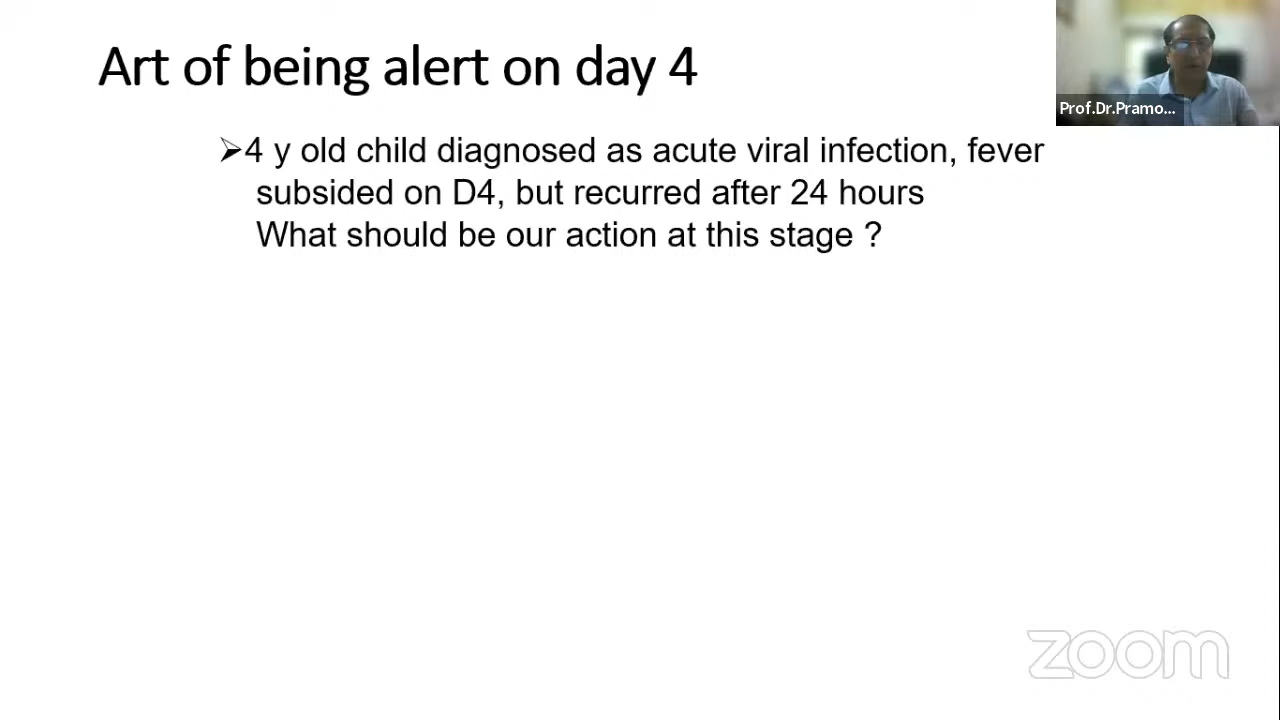 Art of being alert on day 4
Prof.Dr.Pramo...
➢4 y old child diagnosed as acute viral infection, fever
subsided on D4, but recurred after 24 hours
What should be our action at this stage ?
zoom